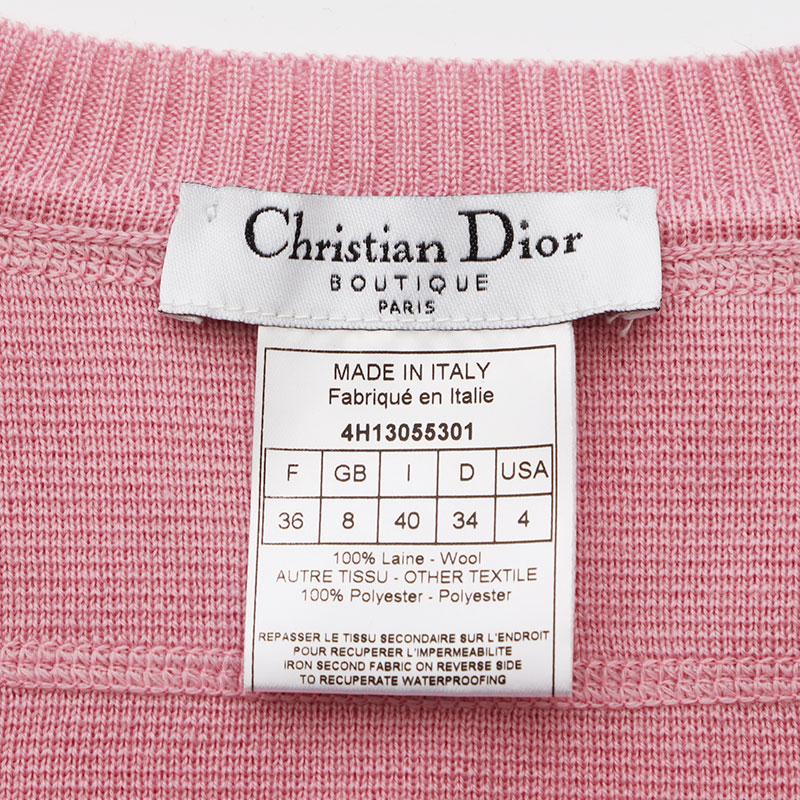 Christian Dior
BOUTIQUE
PARIS
MADE IN ITALY
Fabriqué en Italie
4H13055301
F GB I D USA
36 8 40 34 4
100% Laine - Wool
AUTRE TISSU - OTHER TEXTILE
100% Polyester - Polyester
REPASSER LE TISSU SECONDAIRE SUR L'ENDROIT
POUR RECUPERER L'IMPERMEABILITE
IRON SECOND FABRIC ON REVERSE SIDE
TO RECUPERATE WATERPROOFING